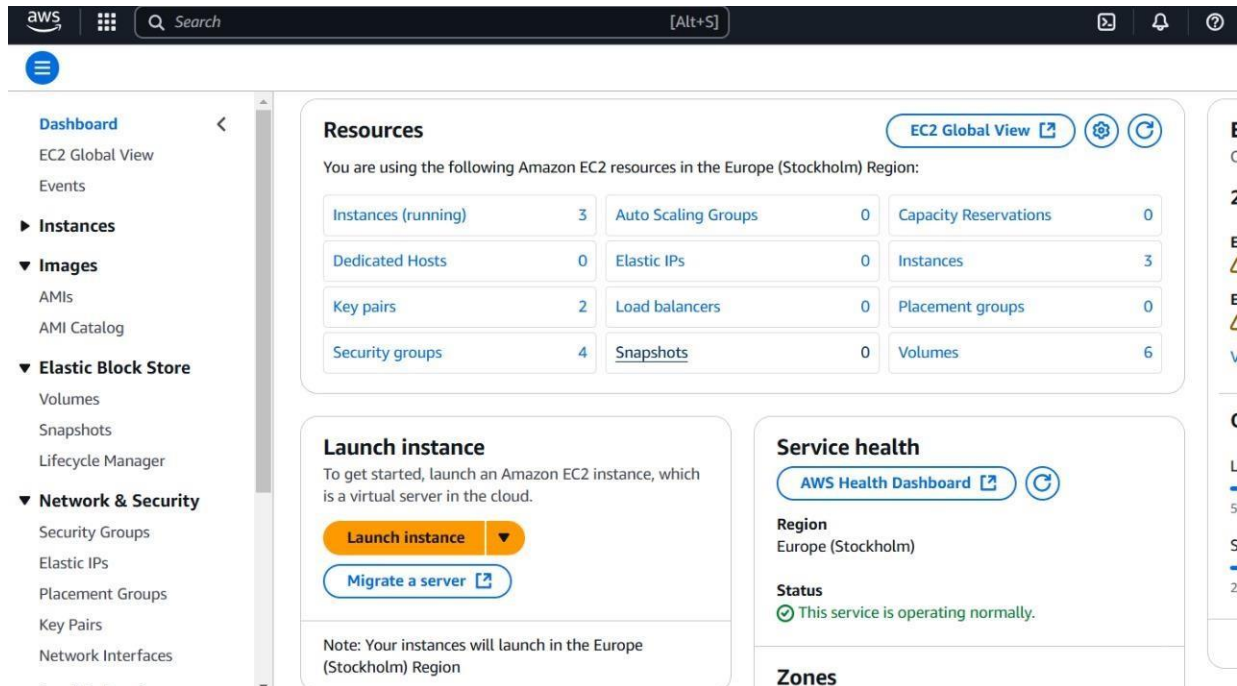 aws
Search [Alt+S]
Dashboard
EC2 Global View
Events
Instances
Images
AMIs
AMI Catalog
Elastic Block Store
Volumes
Snapshots
Lifecycle Manager
Network & Security
Security Groups
Elastic IPs
Placement Groups
Key Pairs
Network Interfaces
Resources
EC2 Global View
You are using the following Amazon EC2 resources in the Europe (Stockholm) Region:
Instances (running) 3 Auto Scaling Groups 0 Capacity Reservations 0
Dedicated Hosts 0 Elastic IPs 0 Instances 3
Key pairs 2 Load balancers 0 Placement groups 0
Security groups 4 Snapshots 0 Volumes 6
Launch instance
To get started, launch an Amazon EC2 instance, which
is a virtual server in the cloud.
Launch instance
Migrate a server
Note: Your instances will launch in the Europe
(Stockholm) Region
Service health
AWS Health Dashboard
Region
Europe (Stockholm)
Status
This service is operating normally.
Zones